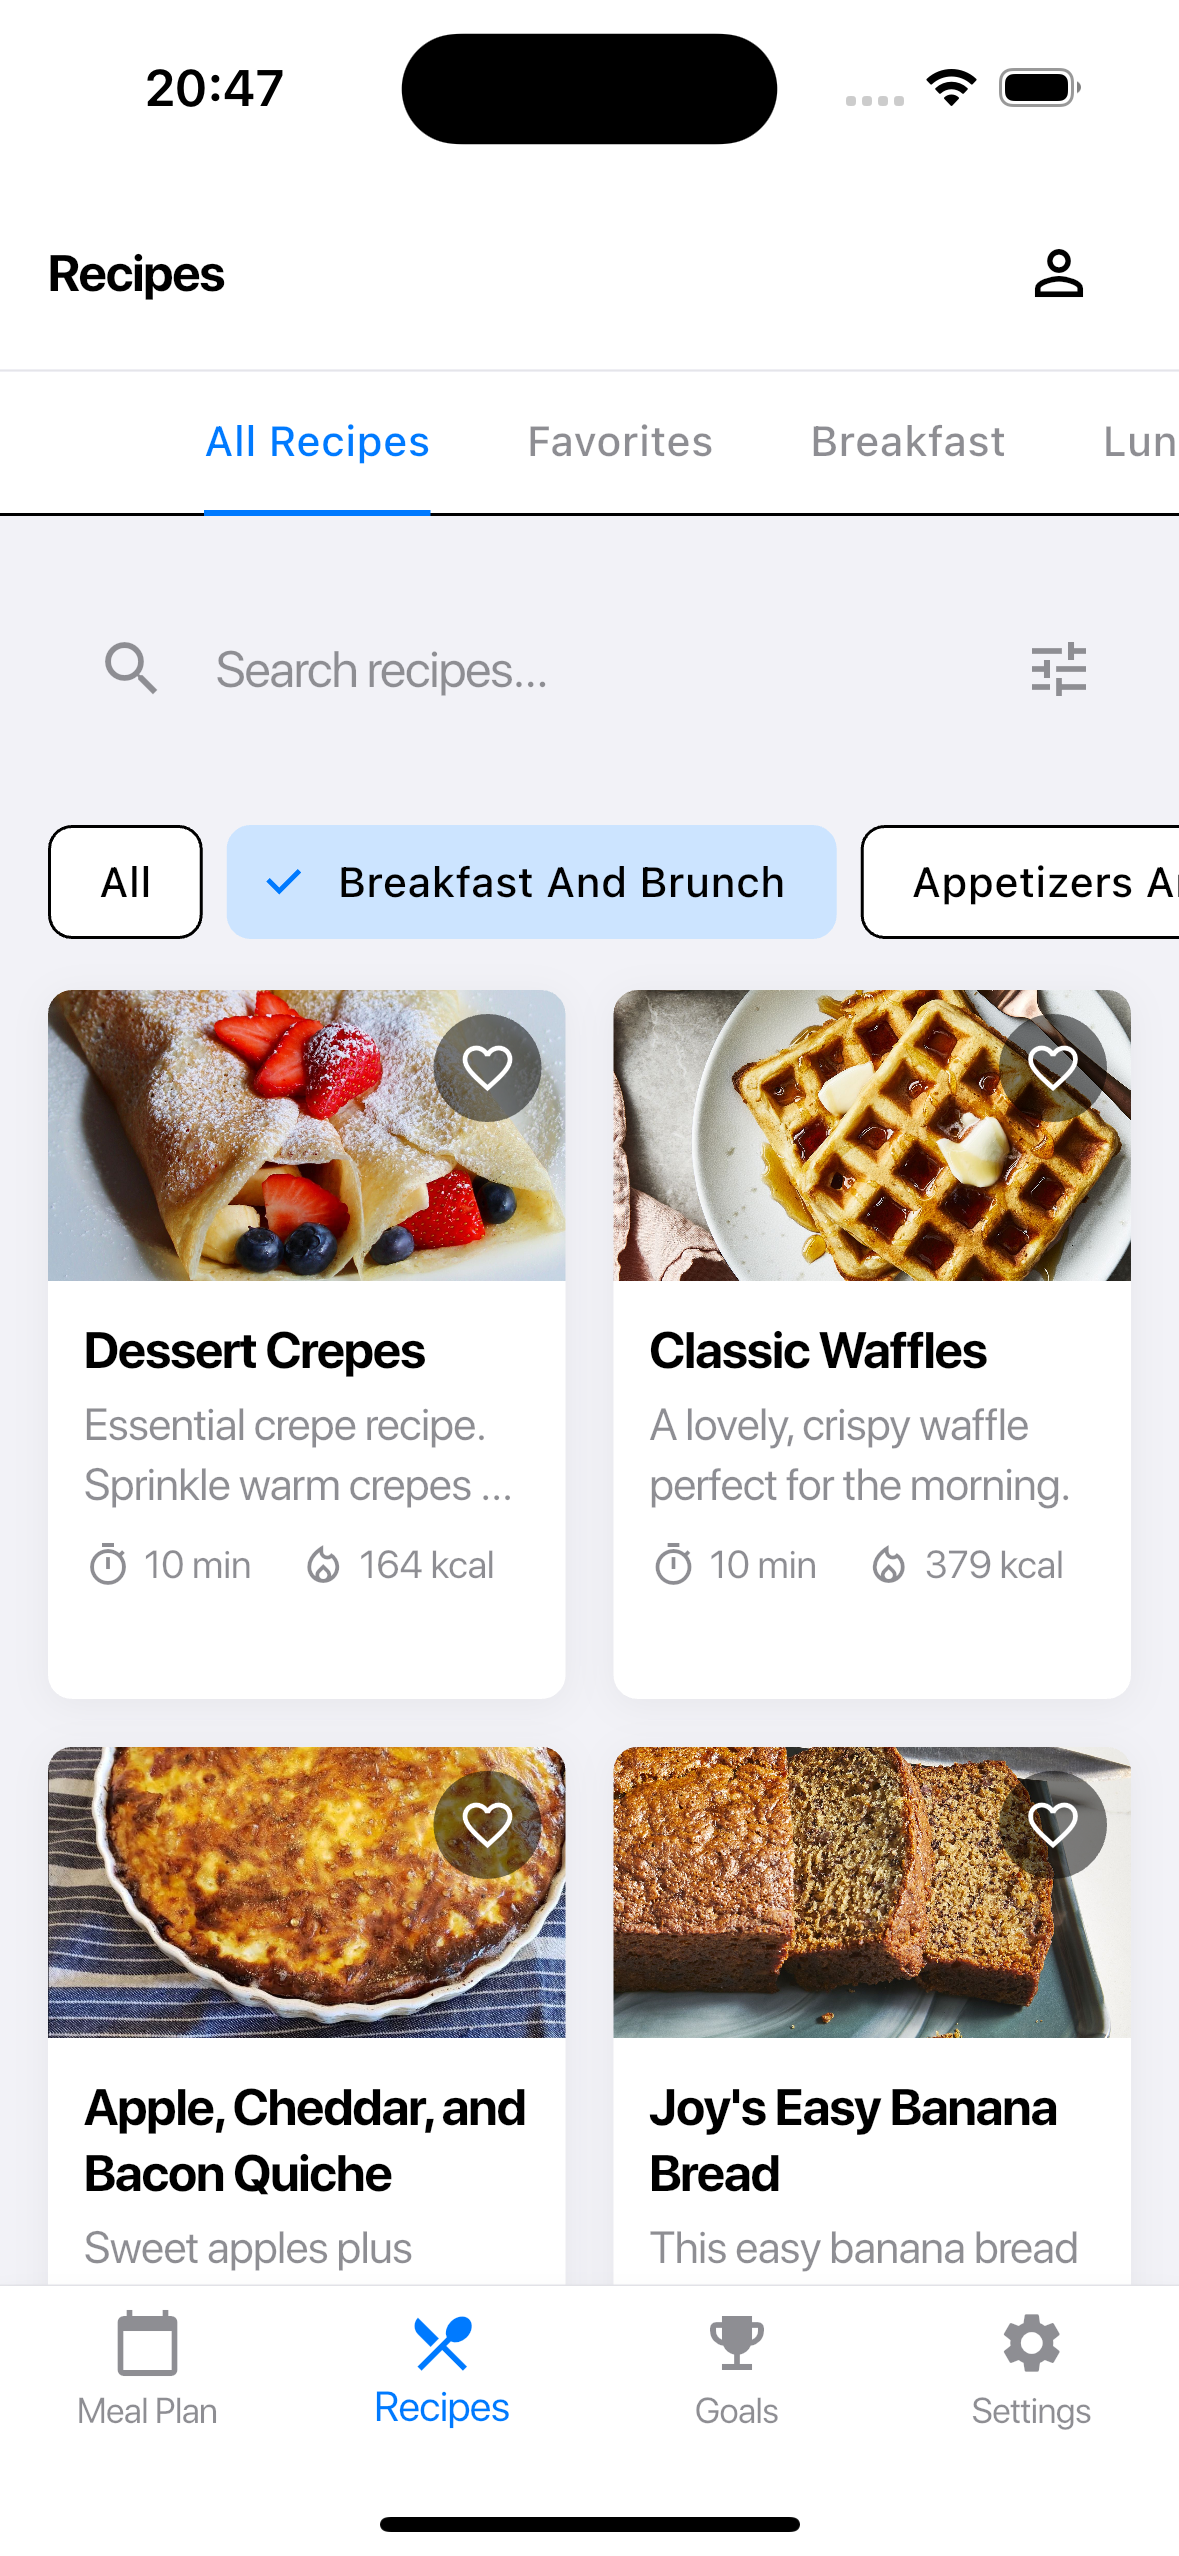 20:47
Recipes
All Recipes
Favorites
Breakfast
Lun
Search recipes...
All
Breakfast And Brunch
Appetizers A
Dessert Crepes
Essential crepe recipe.
Sprinkle warm crepes ...
10 min
164 kcal
Classic Waffles
A lovely, crispy waffle
perfect for the morning.
10 min
379 kcal
Apple, Cheddar, and
Bacon Quiche
Sweet apples plus
Joy's Easy Banana
Bread
This easy banana bread
Meal Plan
Recipes
Goals
Settings